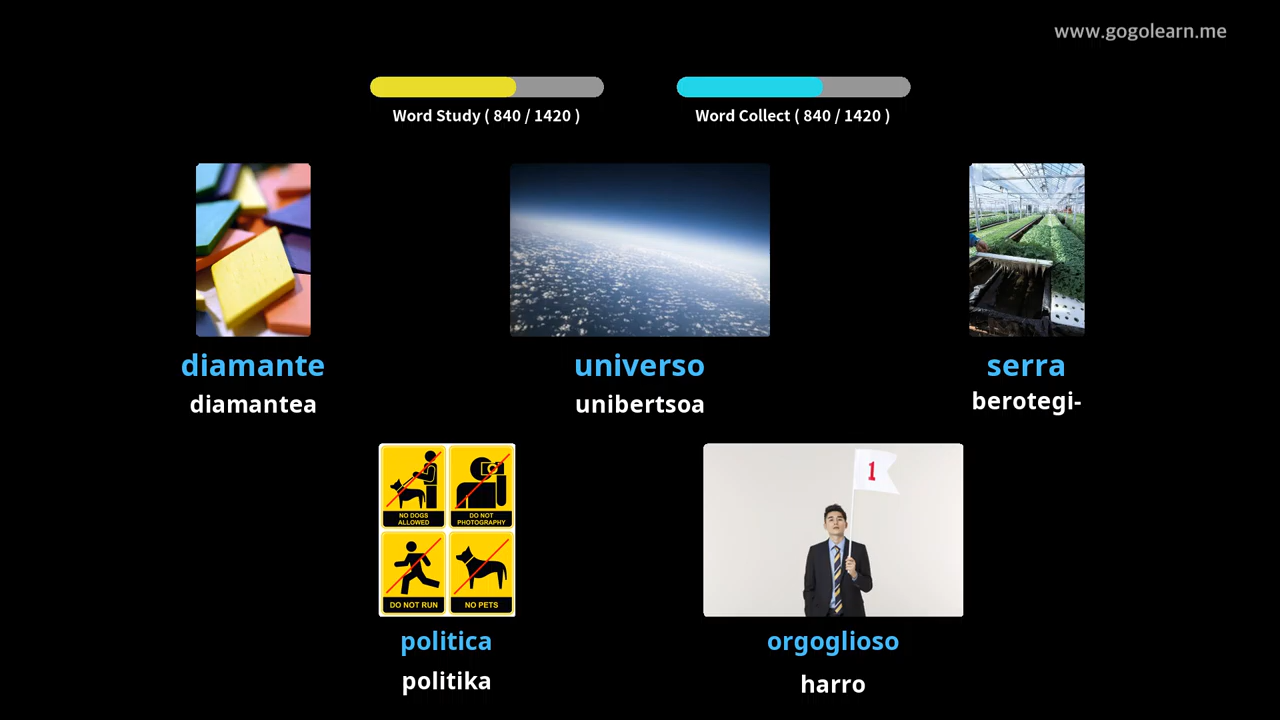 www.gogolearn.me
Word Study ( 840 / 1420 )
Word Collect ( 840 / 1420 )
diamante
diamantea
universo
unibertsoa
serra
berotegi-
NO DOGS
ALLOWED
DO NOT
PHOTOGRAPHY
DO NOT RUN
NO PETS
1
politica
politika
orgoglioso
harro